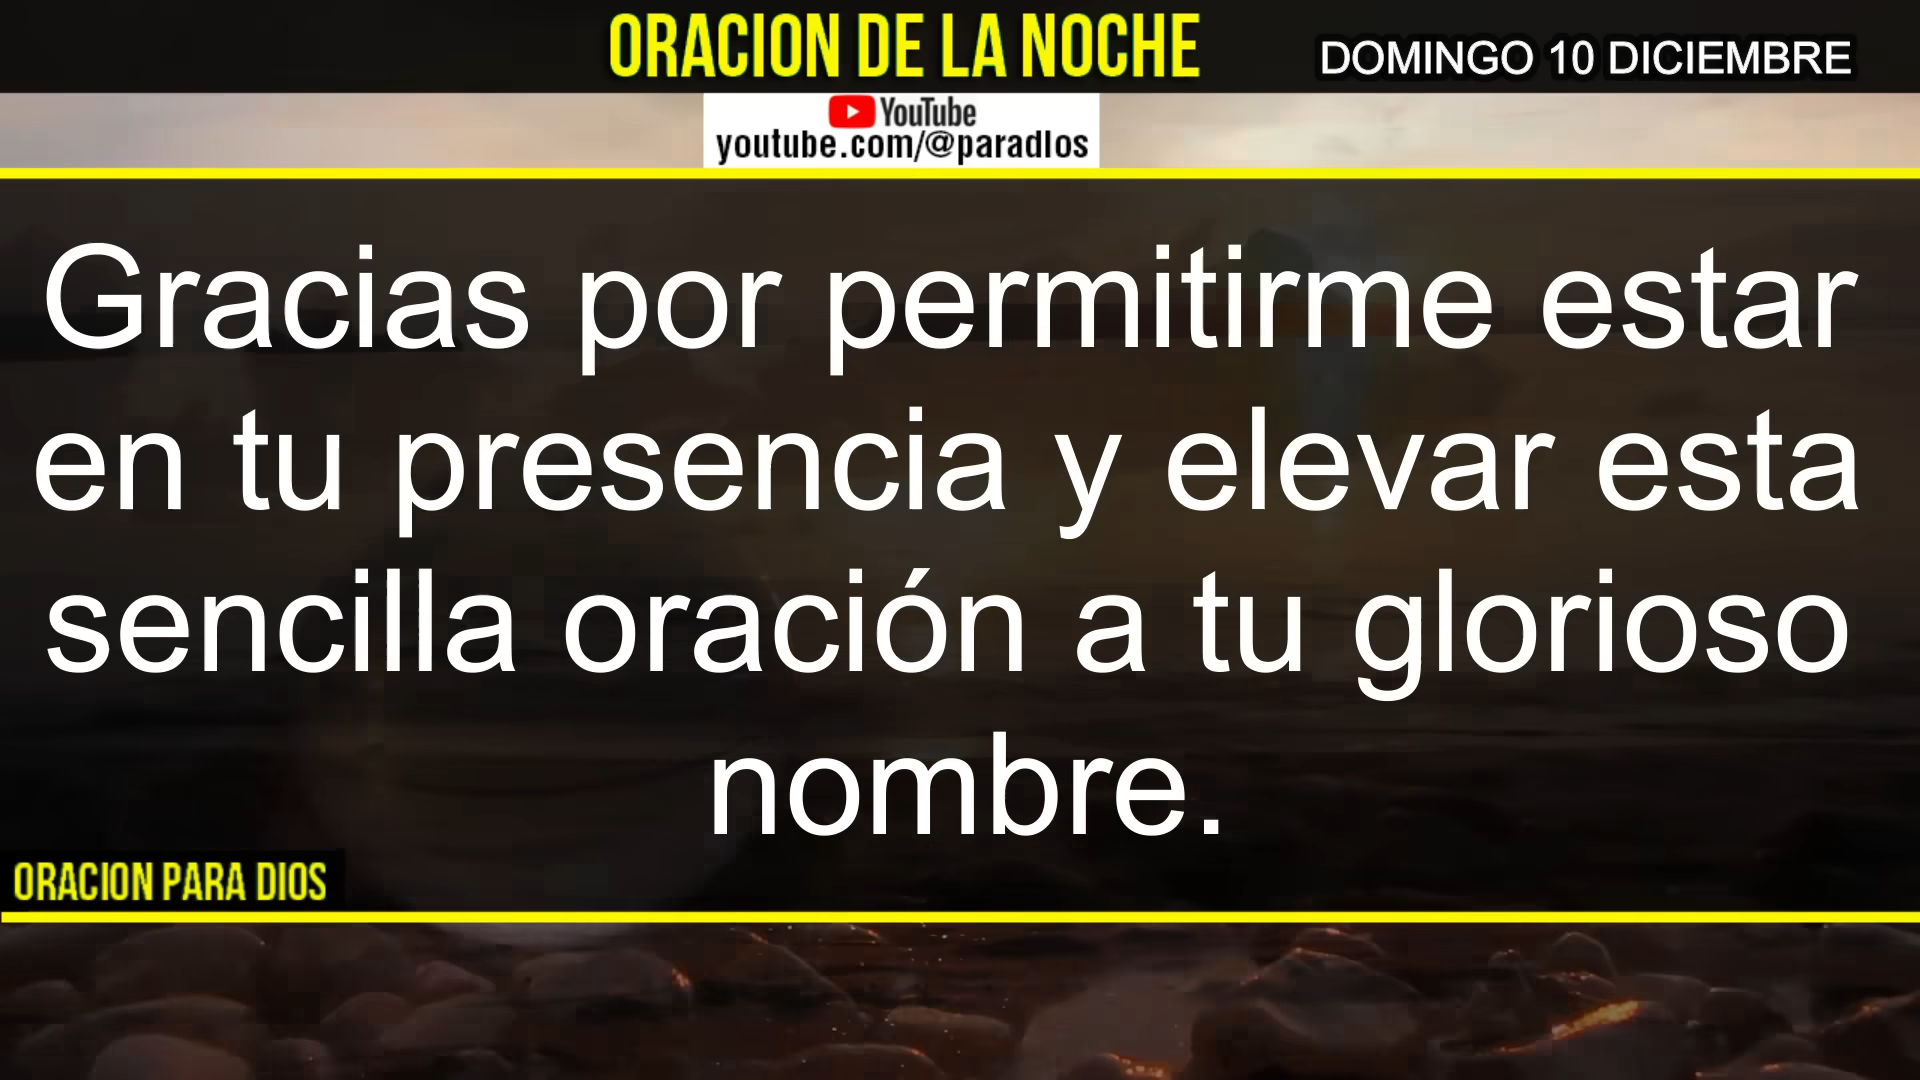 ORACION DE LA NOCHE
DOMINGO 10 DICIEMBRE
YouTube
youtube.com/@paradIos
Gracias por permitirme estar
en tu presencia y elevar esta
sencilla oración a tu glorioso
nombre.
ORACION PARA DIOS